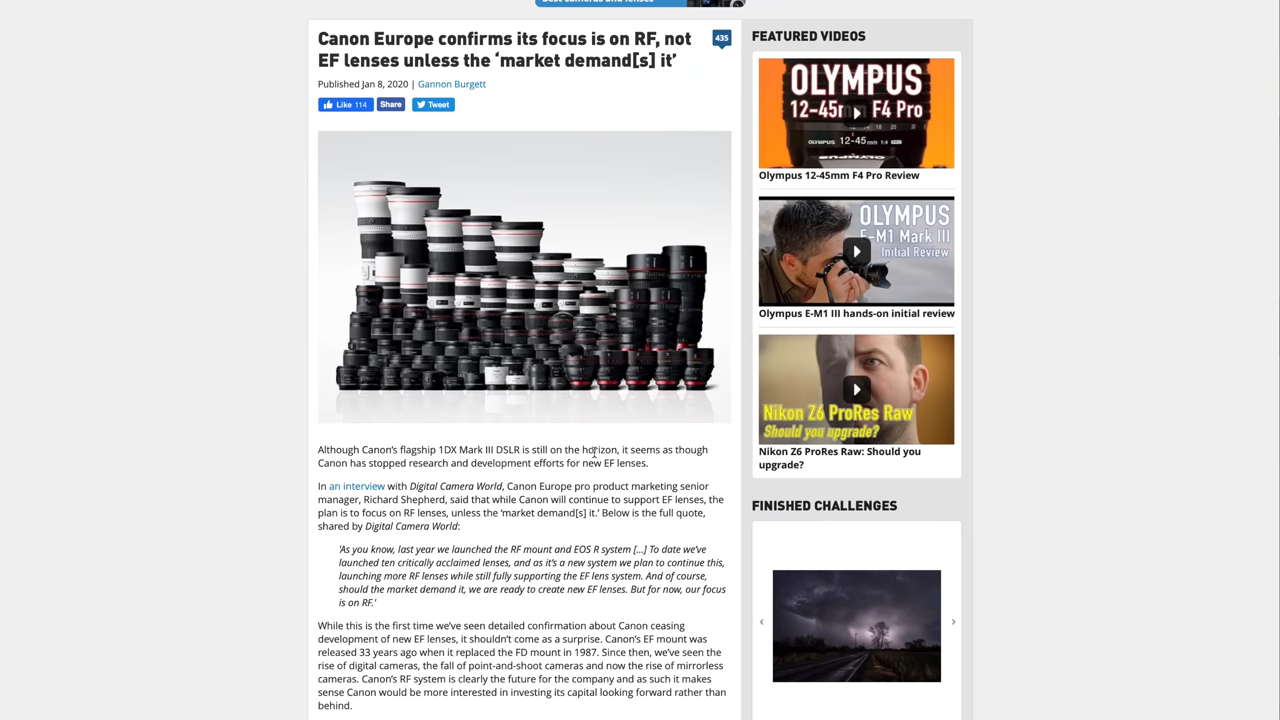 Best cameras and lenses
Canon Europe confirms its focus is on RF, not
EF lenses unless the ‘market demand[s] it’
435
Published Jan 8, 2020 | Gannon Burgett
Like 114
Share
Tweet
Although Canon’s flagship 1DX Mark III DSLR is still on the horizon, it seems as though
Canon has stopped research and development efforts for new EF lenses.
In an interview with Digital Camera World, Canon Europe pro product marketing senior
manager, Richard Shepherd, said that while Canon will continue to support EF lenses, the
plan is to focus on RF lenses, unless the ‘market demand[s] it.’ Below is the full quote,
shared by Digital Camera World:
‘As you know, last year we launched the RF mount and EOS R system [...] To date we’ve
launched ten critically acclaimed lenses, and as it’s a new system we plan to continue this,
launching more RF lenses while still fully supporting the EF lens system. And of course,
should the market demand it, we are ready to create new EF lenses. But for now, our focus
is on RF.’
While this is the first time we’ve seen detailed confirmation about Canon ceasing
development of new EF lenses, it shouldn’t come as a surprise. Canon’s EF mount was
released 33 years ago when it replaced the FD mount in 1987. Since then, we’ve seen the
rise of digital cameras, the fall of point-and-shoot cameras and now the rise of mirrorless
cameras. Canon’s RF system is clearly the future for the company and as such it makes
sense Canon would be more interested in investing its capital looking forward rather than
behind.
FEATURED VIDEOS
OLYMPUS
12-45m F4 Pro
OLYMPUS 12-45mm 1:4 PRO
Olympus 12-45mm F4 Pro Review
OLYMPUS
E-M1 Mark III
Initial Review
Olympus E-M1 III hands-on initial review
Nikon Z6 ProRes Raw
Should you upgrade?
Nikon Z6 ProRes Raw: Should you
upgrade?
FINISHED CHALLENGES